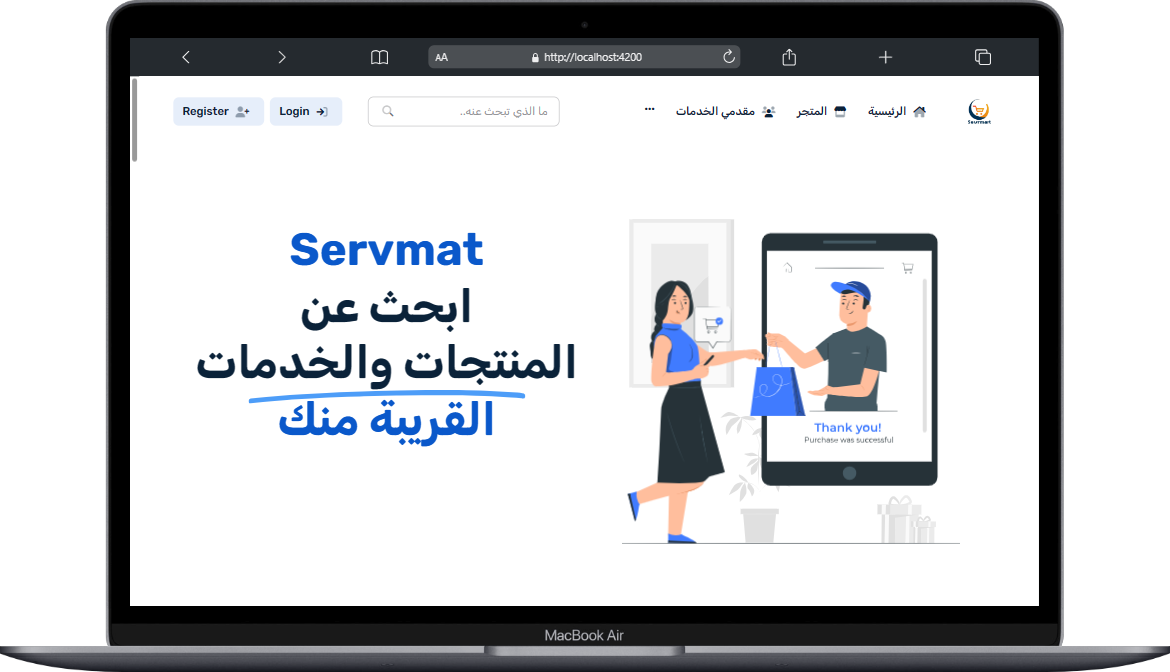 AA
http://localhost:4200
Servmart
الرئيسية
المتجر
مقدمي الخدمات
...
ما الذي تبحث عنه..
Login
Register
Servmat
ابحث عن
المنتجات والخدمات
القريبة منك
Thank you!
Purchase was successful
MacBook Air